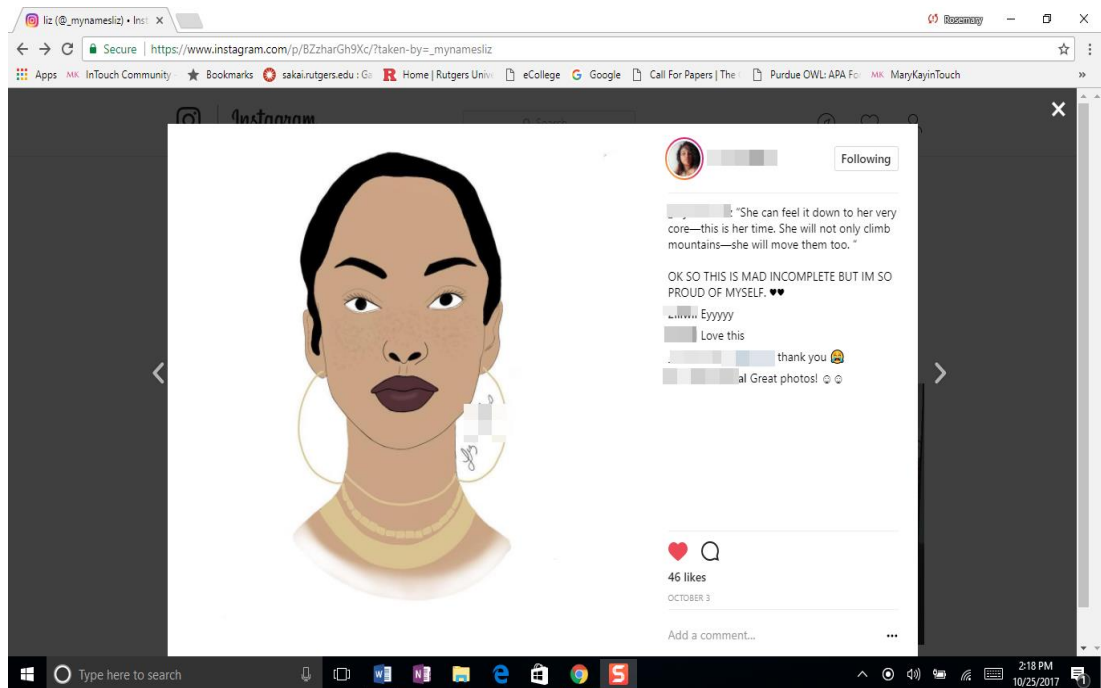 liz (@_mynamesliz) • Inst
Rosemary
Secure | https://www.instagram.com/p/BZzharGh9Xc/?taken-by=_mynamesliz
Apps MK InTouch Community Bookmarks sakai.rutgers.edu : Ga R Home | Rutgers Univ eCollege G Google Call For Papers | The Purdue OWL: APA Fo MK MaryKayinTouch »
Instagram
Search
Following
"She can feel it down to her very
core—this is her time. She will not only climb
mountains—she will move them too. "
OK SO THIS IS MAD INCOMPLETE BUT IM SO
PROUD OF MYSELF. ♥♥
Eyyyyy
Love this
thank you 😭
Great photos! ☺☺
46 likes
OCTOBER 3
Add a comment...
Type here to search
2:18 PM
10/25/2017